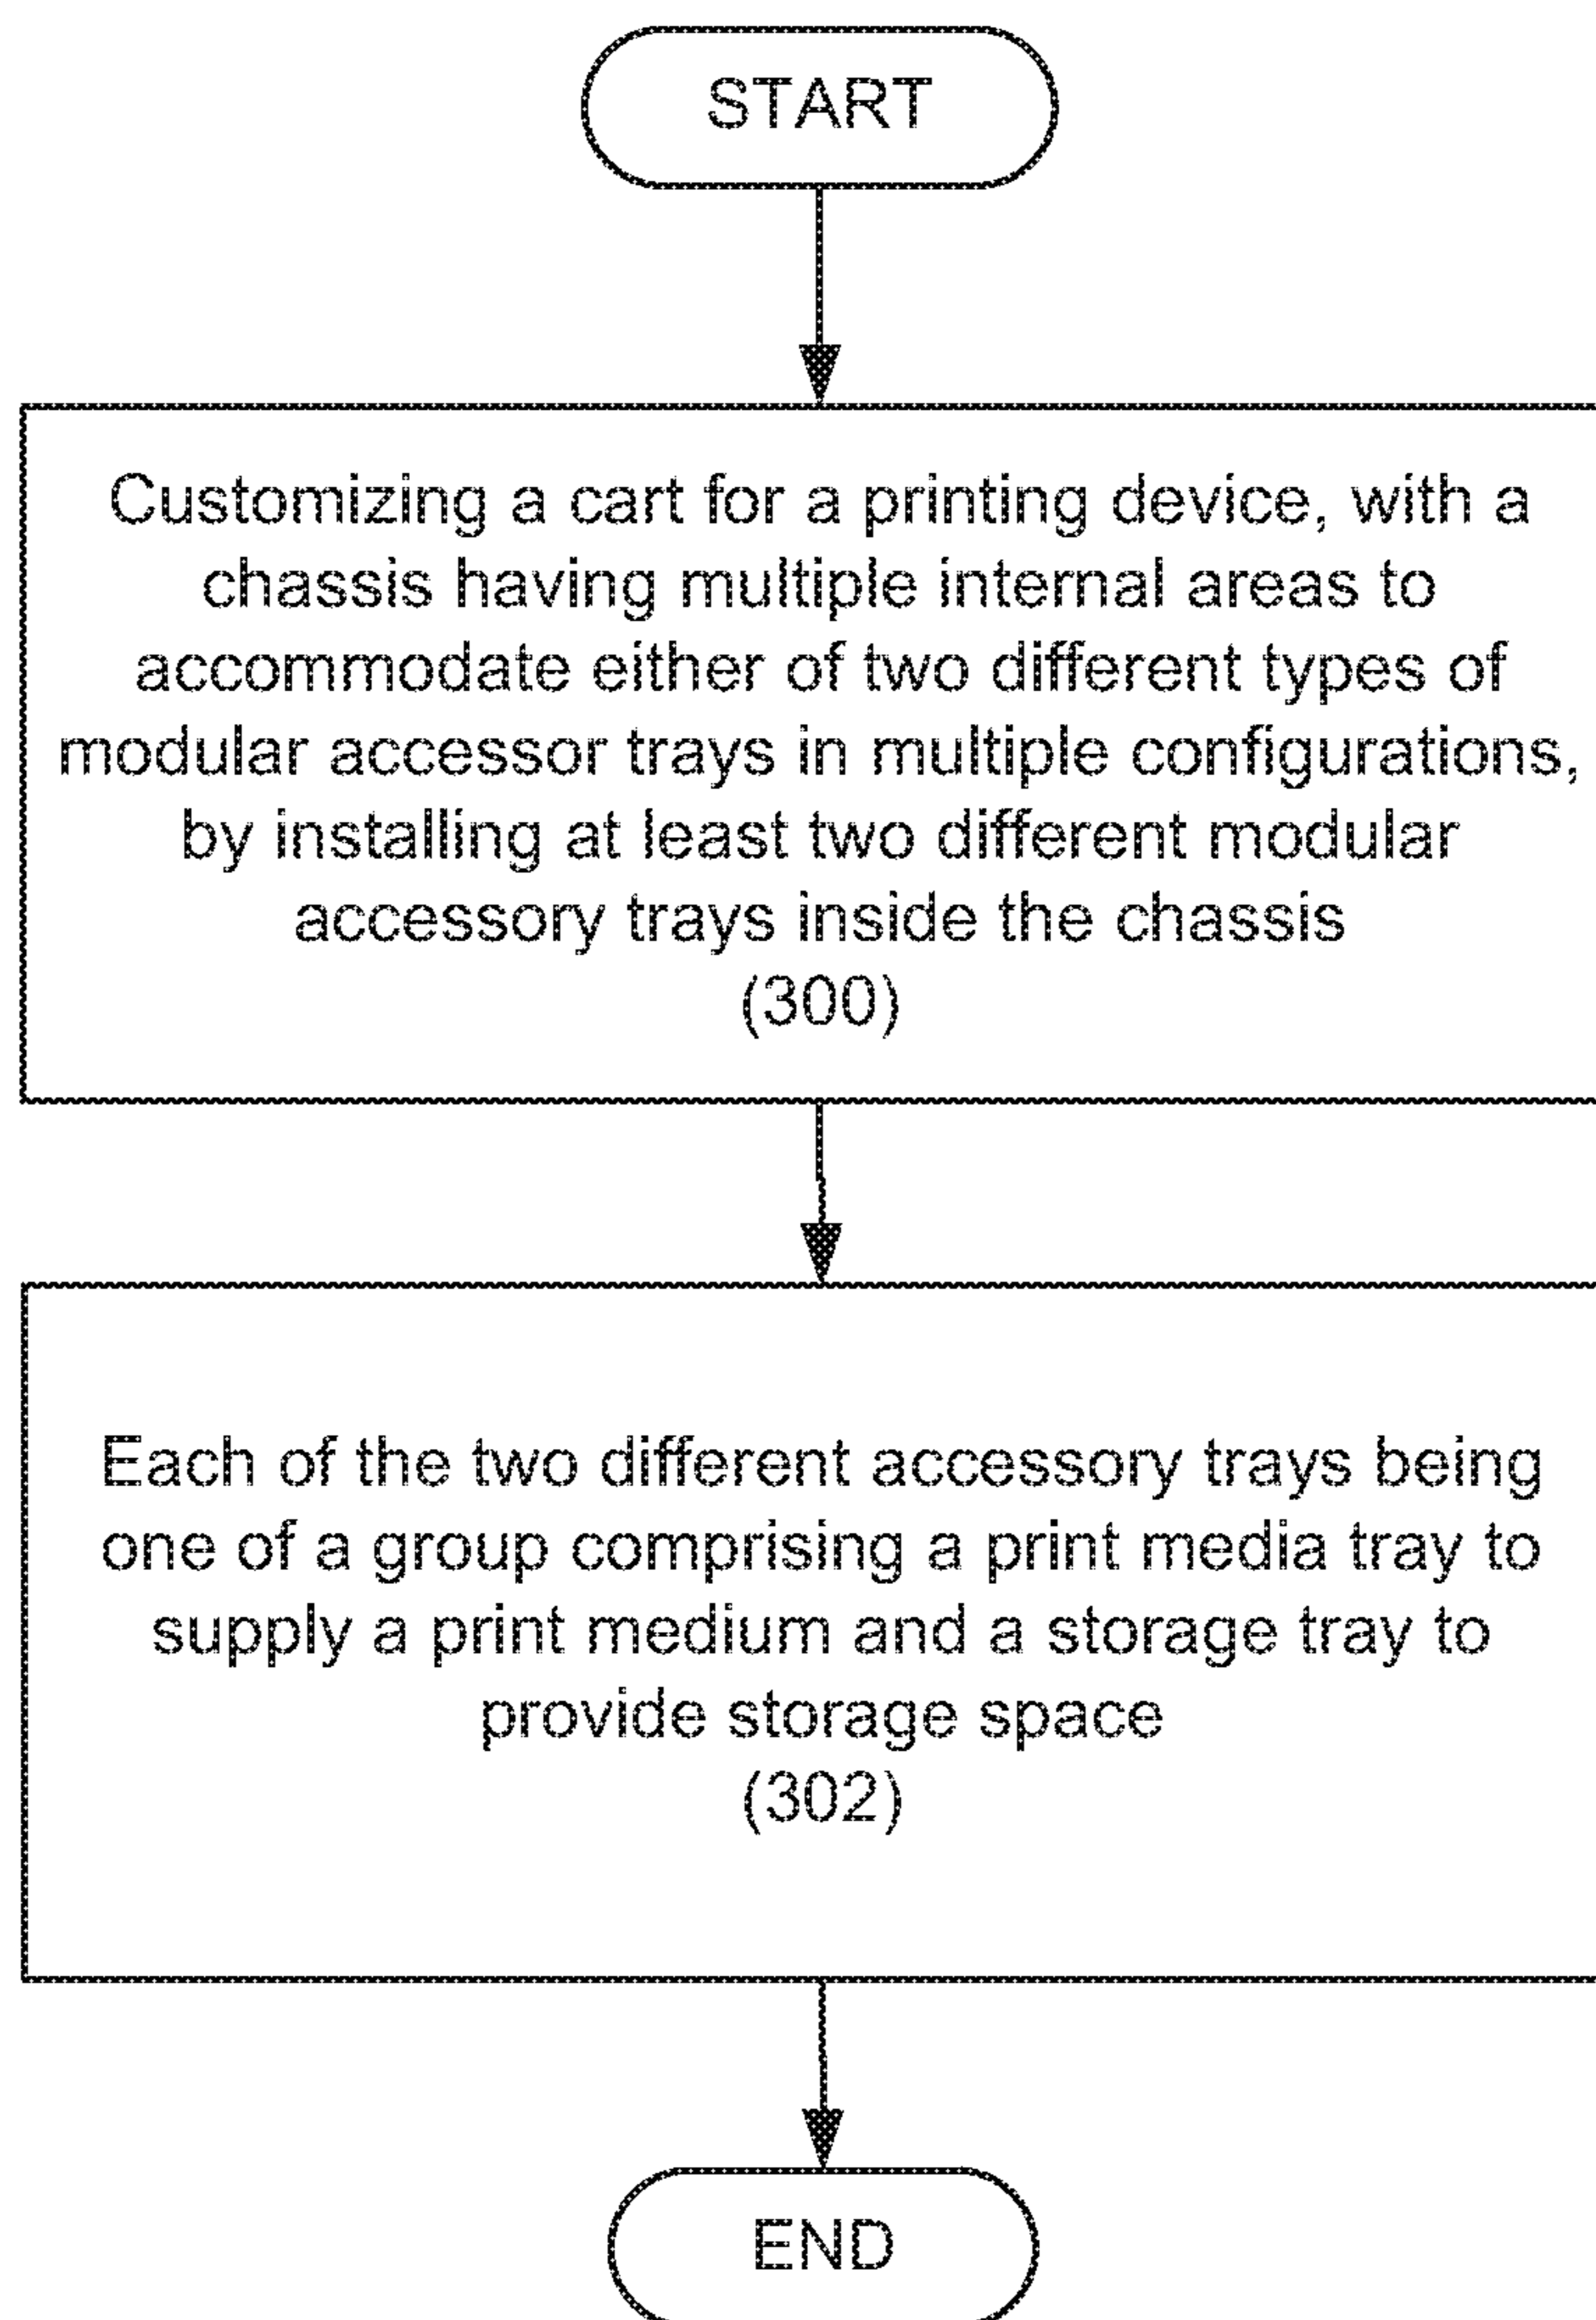 START
Customizing a cart for a printing device, with a
chassis having multiple internal areas to
accommodate either of two different types of
modular accessor trays in multiple configurations,
by installing at least two different modular
accessory trays inside the chassis
(300)
Each of the two different accessory trays being
one of a group comprising a print media tray to
supply a print medium and a storage tray to
provide storage space
(302)
END